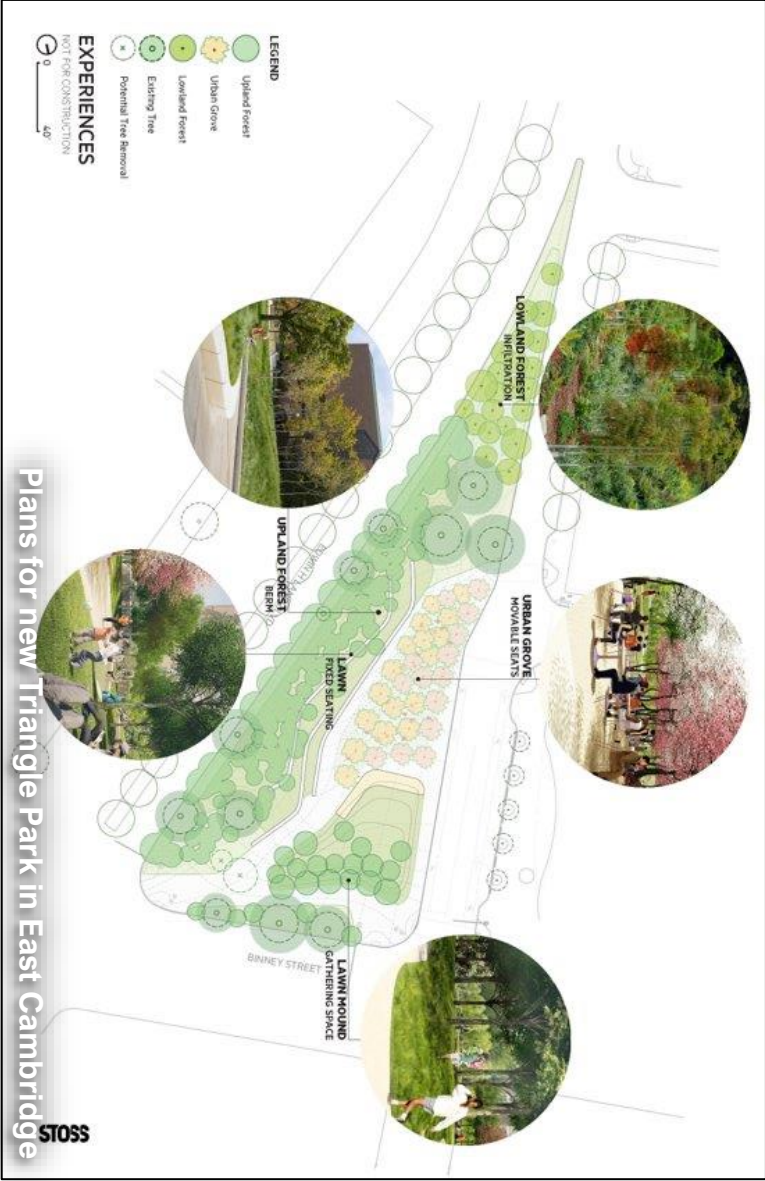 LOWLAND FOREST
INFILTRATION
URBAN GROVE
MOVABLE SEATS
UPLAND FOREST
BERM
LAWN
FIXED SEATING
LAWN MOUND
GATHERING SPACE
BINNEY STREET
LEGEND
Upland Forest
Urban Grove
Lowland Forest
Existing Tree
Potential Tree Removal
EXPERIENCES
NOT FOR CONSTRUCTION
0 40'
STOSS
Plans for new Triangle Park in East Cambridge